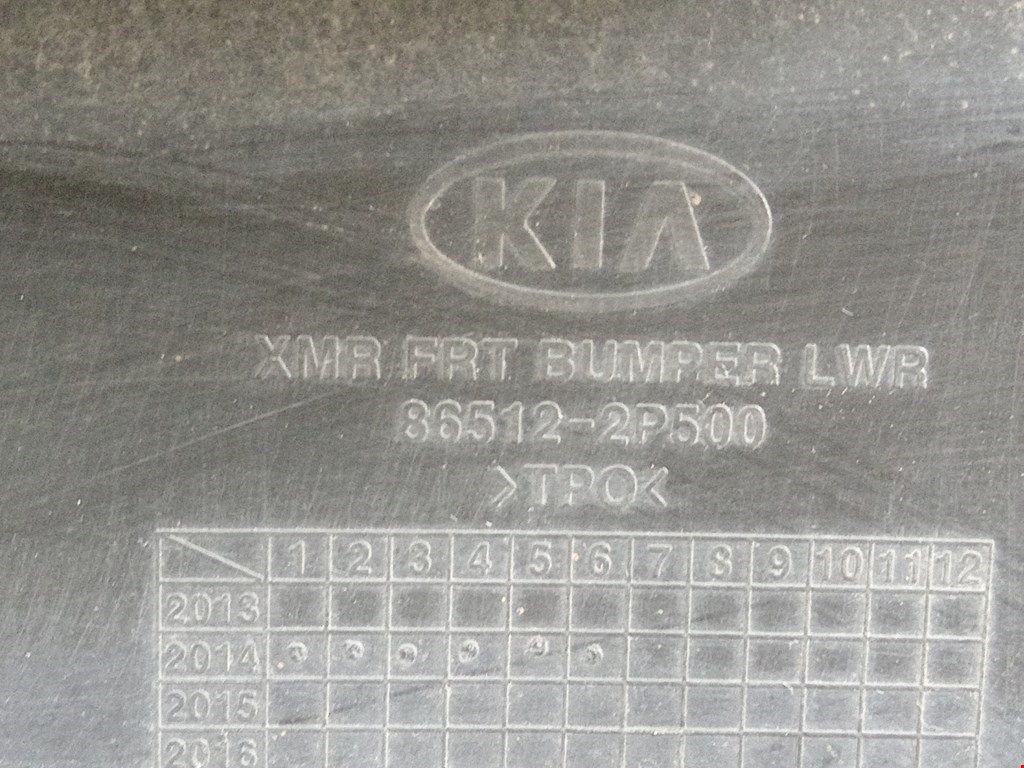 KIA
XMR FRT BUMPER LWR
86512-2P500
>TPO<
1 2 3 4 5 6 7 8 9 10 11 12
2013
2014
2015
2016